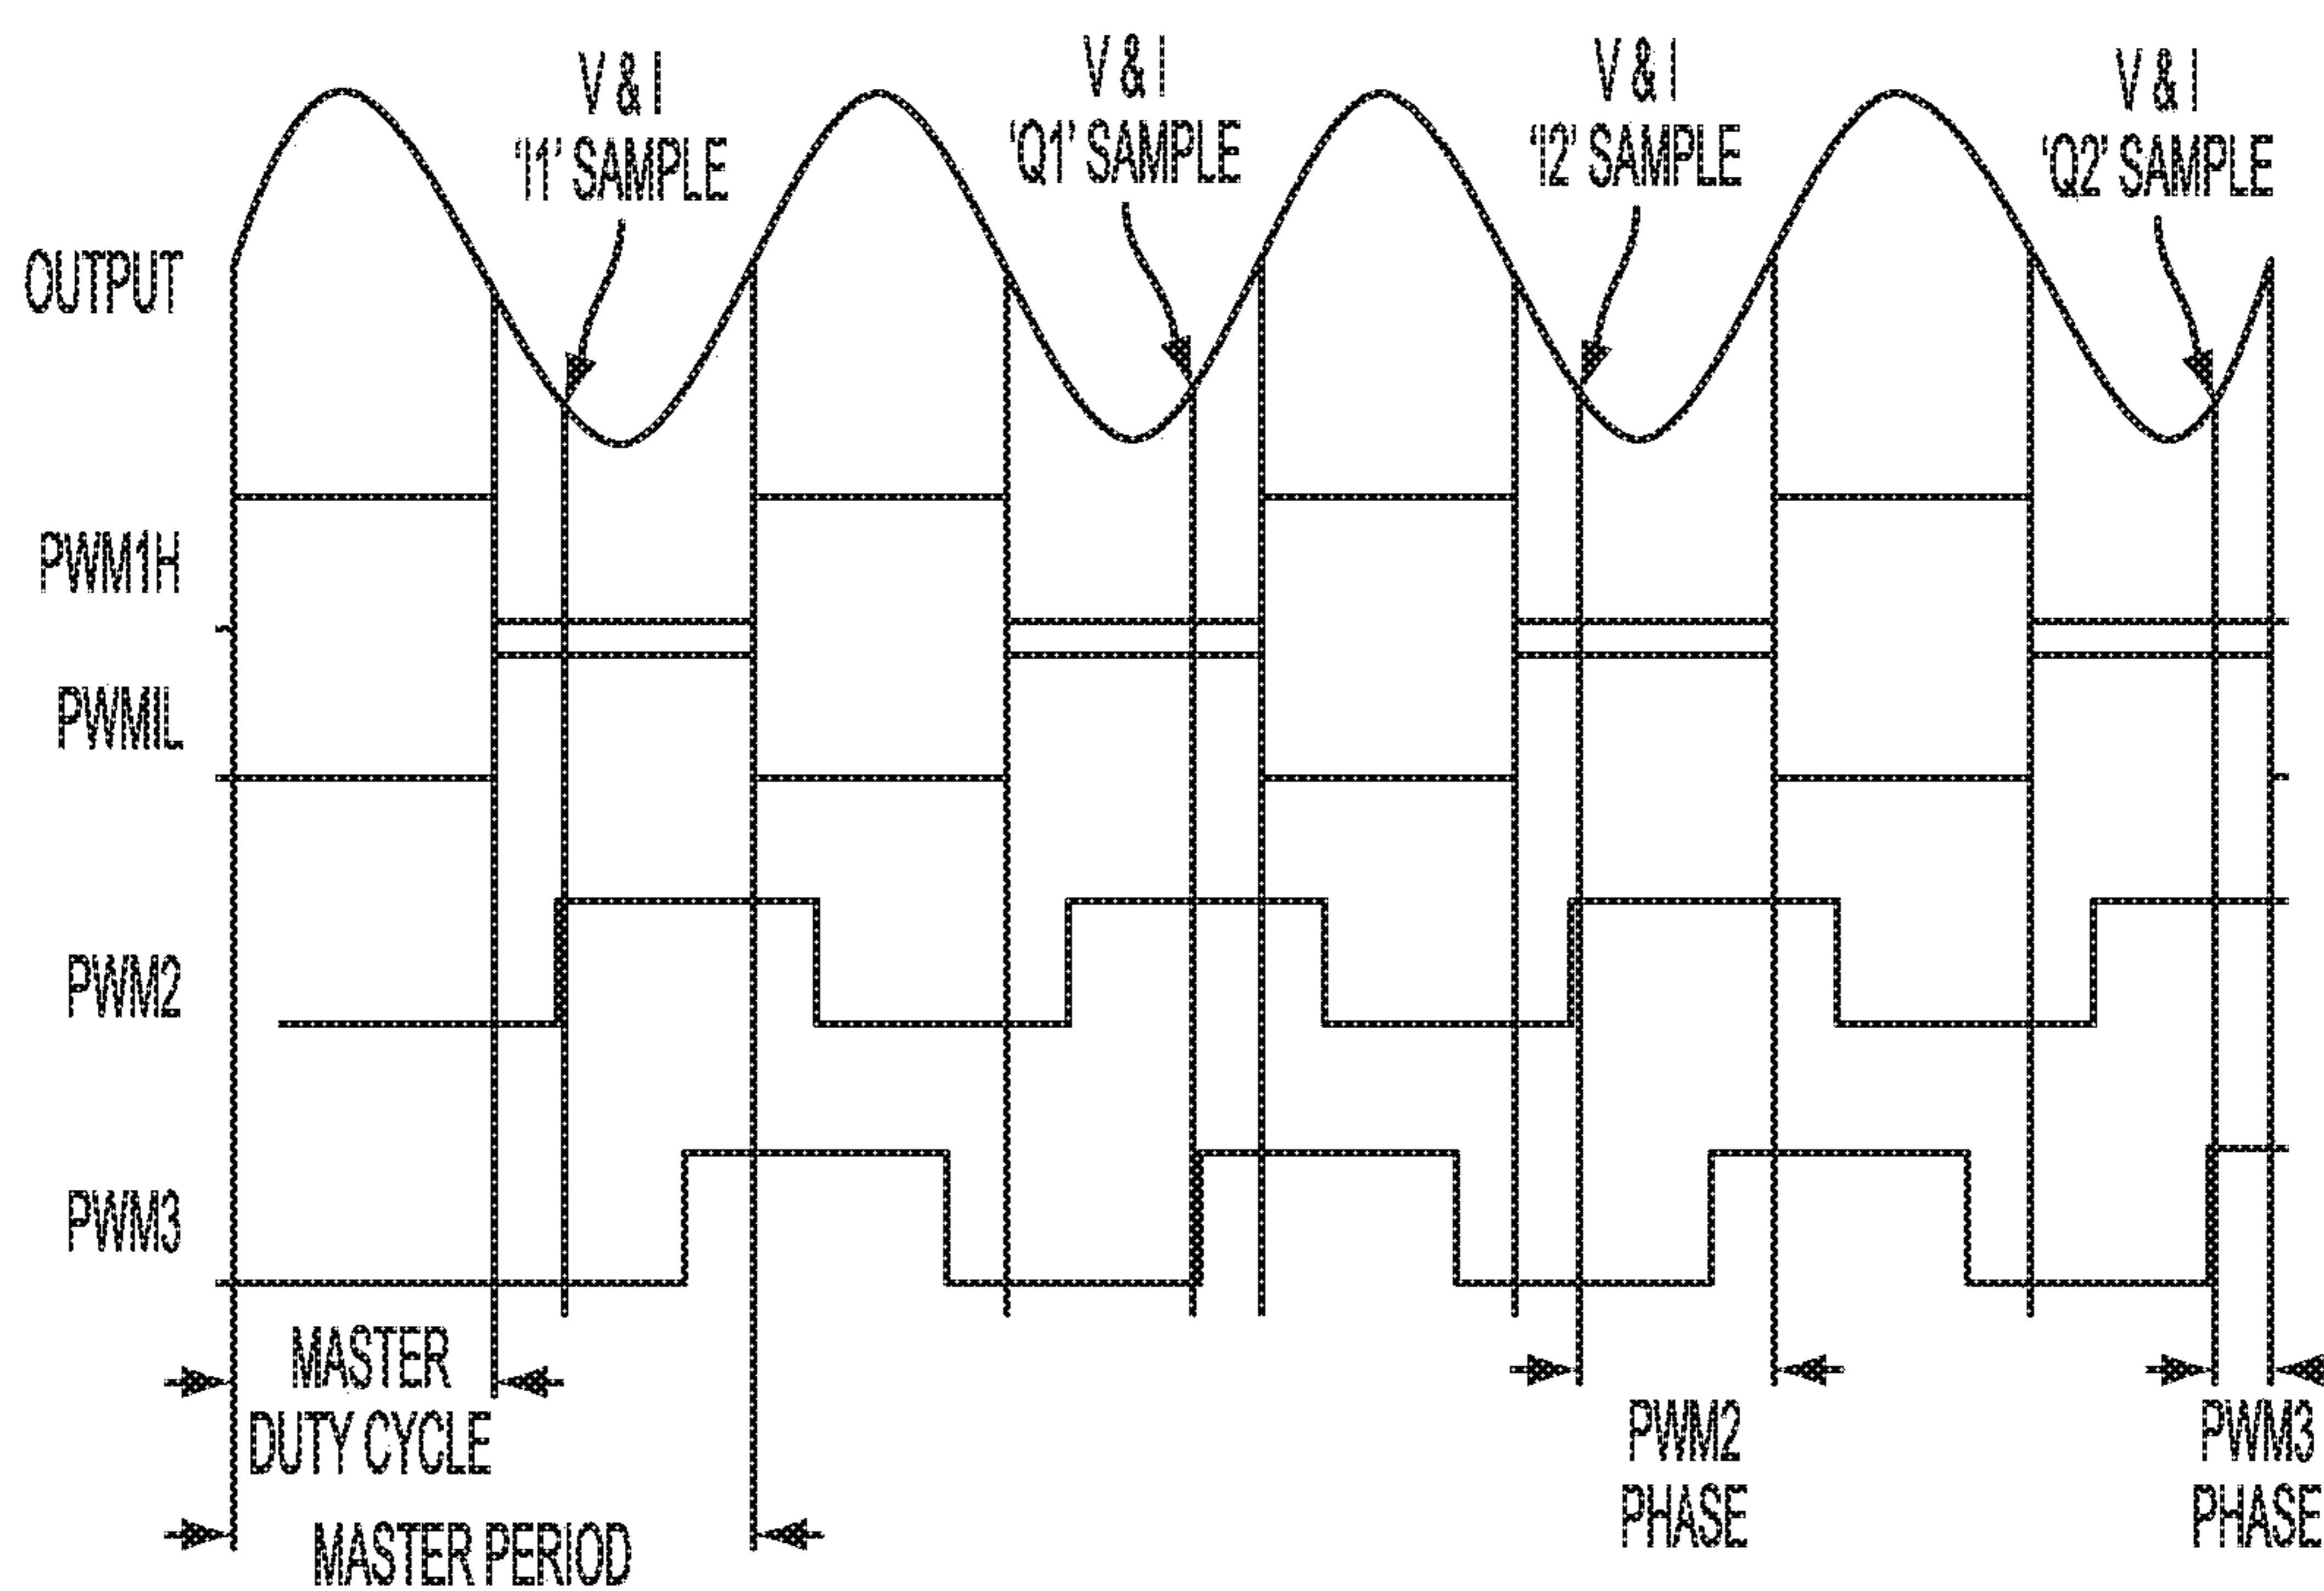 V & I
'I1' SAMPLE
V & I
'Q1' SAMPLE
V & I
'I2' SAMPLE
V & I
'Q2' SAMPLE
OUTPUT
PWM1H
PWMIL
PWM2
PWM3
MASTER
DUTY CYCLE
MASTER PERIOD
PWM2
PHASE
PWM3
PHASE